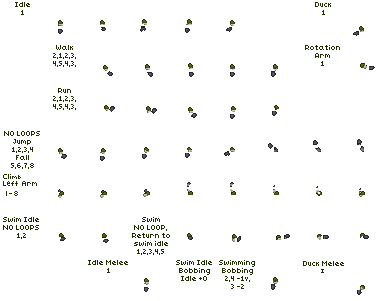 Idle
1
Duck
1
Walk
2,1,2,3,
4,5,4,3,
Rotation
Arm
1
Run
2,1,2,3,
4,5,4,3,
NO LOOPS
Jump
1,2,3,4
Fall
5,6,7,8
Climb
Left Arm
1-8
Swim Idle
NO LOOPS
1,2
Swim
NO LOOP,
Return to
swim idle
1,2,3,4,5
Idle Melee
1
Swim Idle
Bobbing
Idle +0
Swimming
Bobbing
2,4 -1v,
3 -2
Duck Melee
1